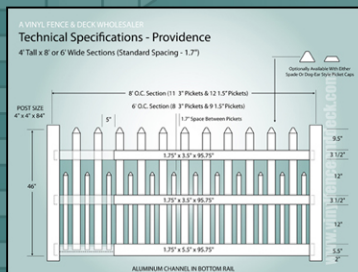 A VINYL FENCE & DECK WHOLESALER
Technical Specifications - Providence
4' Tall x 8' or 6' Wide Sections (Standard Spacing - 1.7")
Optionally Available With Either
Spade Or Dog Ear Style Picket Caps
8' O.C. Section (11 3" Pickets & 12 1.5" Pickets)
6' O.C. Section (8 3" Pickets & 9 1.5" Pickets)
POST SIZE
4" x 4" x 84"
5"
1.7" Space Between Pickets
9.5"
1.75" x 3.5" x 95.75"
3 1/2"
12"
46"
1.75" x 3.5" x 95.75"
3 1/2"
12"
1.75" x 5.5" x 95.75"
5.5"
2"
ALUMINUM CHANNEL IN BOTTOM RAIL